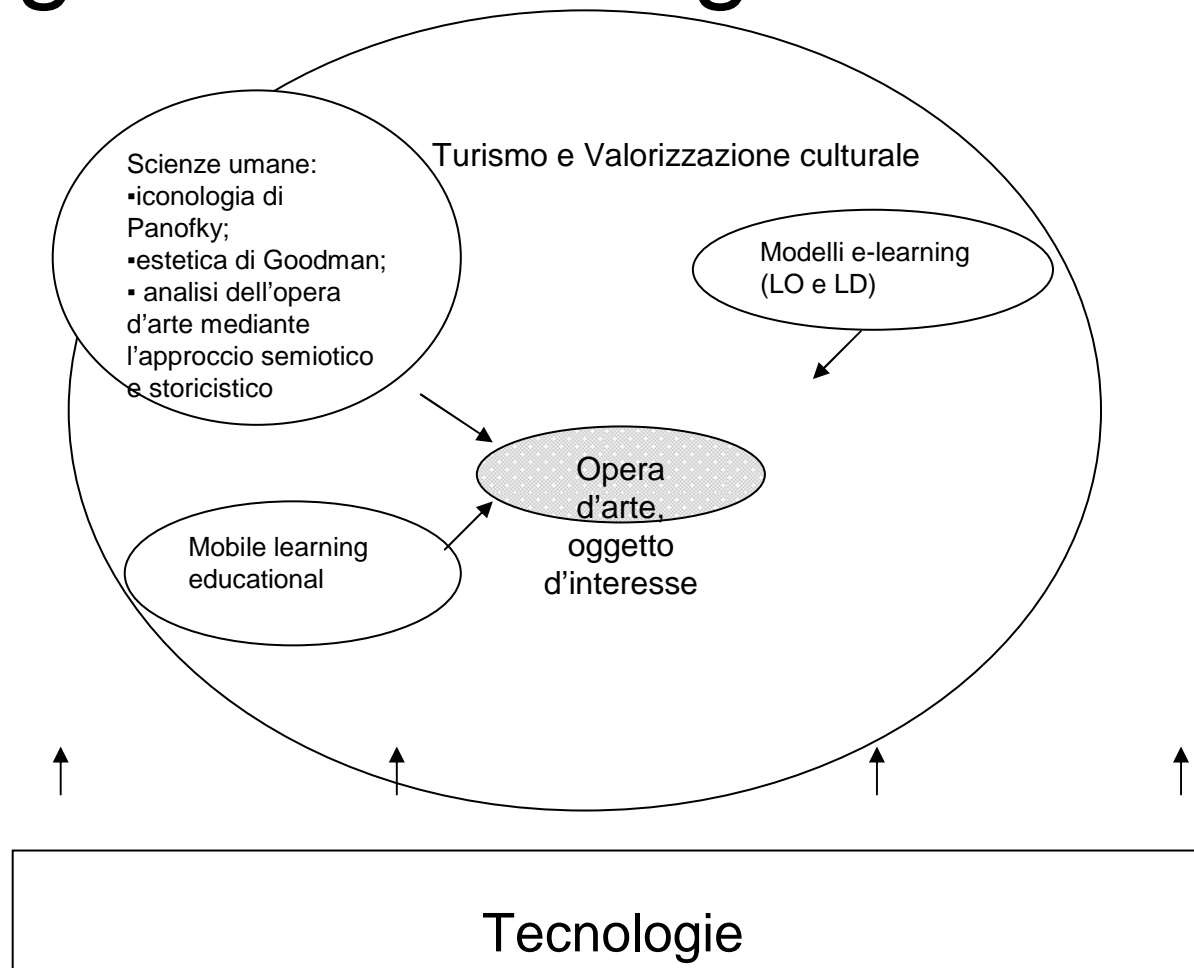 Turismo e Valorizzazione culturale
Scienze umane:
▪iconologia di
Panofky;
▪estetica di Goodman;
▪ analisi dell’opera
d’arte mediante
l’approccio semiotico
e storicistico
Modelli e-learning
(LO e LD)
Opera
d’arte,
oggetto
d’interesse
Mobile learning
educational
Tecnologie